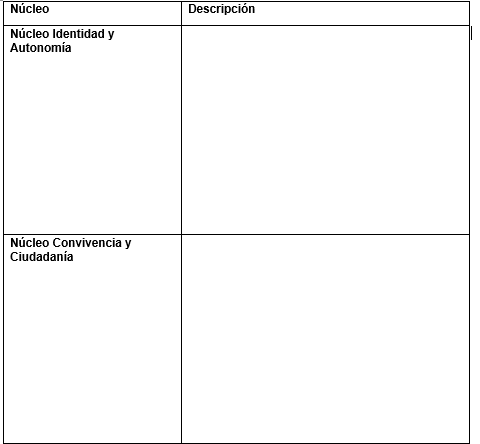 Núcleo Descripción
Núcleo Identidad y
Autonomía
Núcleo Convivencia y
Ciudadanía